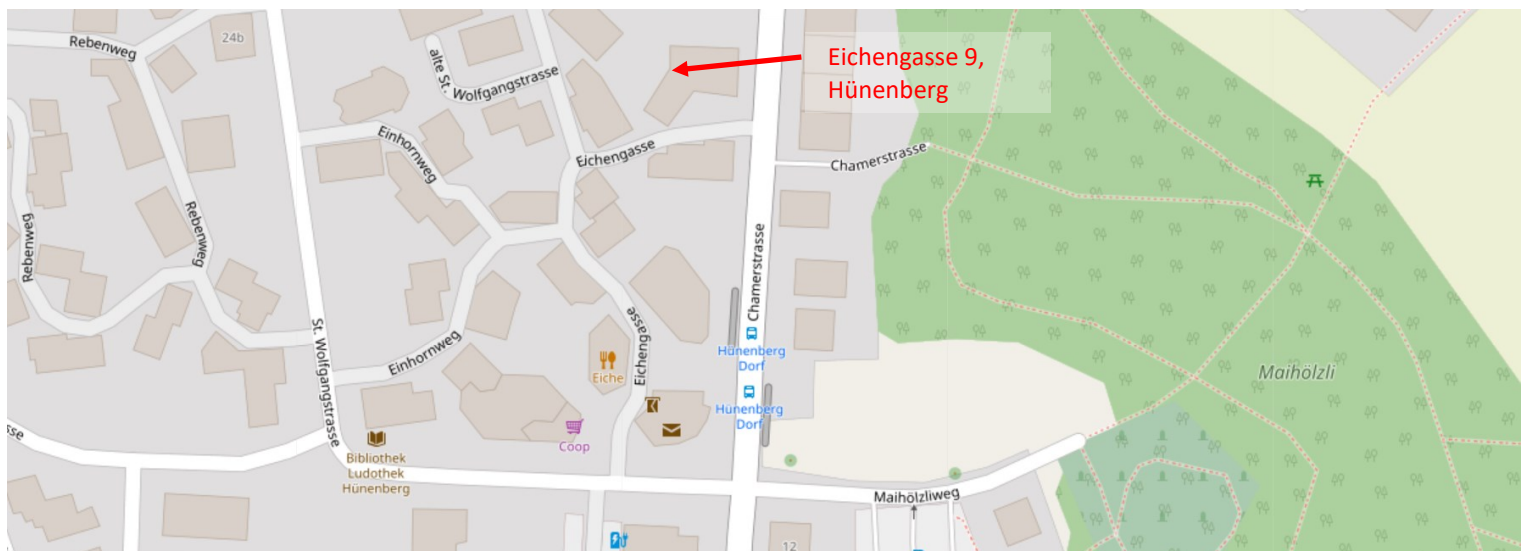 Rebenweg
24b
alte St. Wolfgangstrasse
Eichengasse 9,
Hünenberg
Einhornweg
Eichengasse
Chamerstrasse
Rebenweg
Rebenweg
Chamerstrasse
St. Wolfgangstrasse
Einhornweg
Eichengasse
Hünenberg
Dorf
Eiche
Maihölzli
Hünenberg
Dorf
sse
Coop
Bibliothek
Ludothek
Hünenberg
Maihölzliweg
12